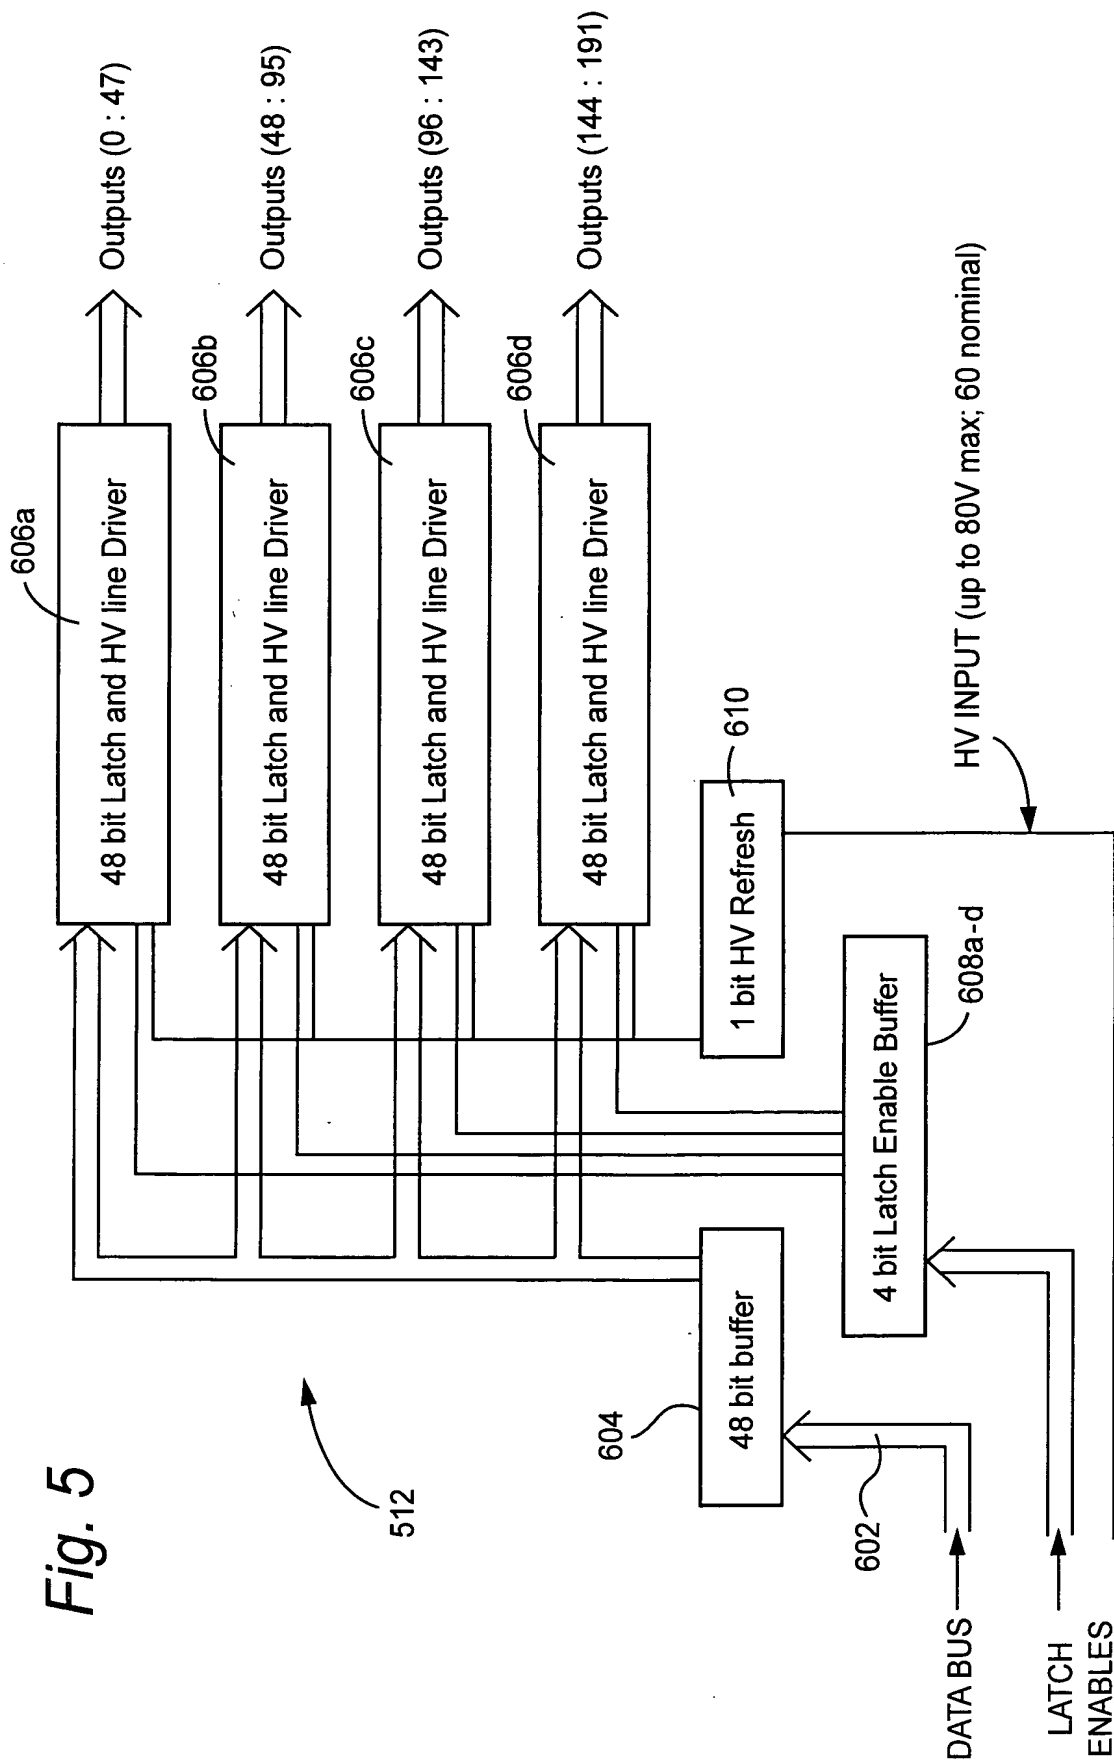 Fig. 5
512
606a
48 bit Latch and HV line Driver
Outputs (0 : 47)
606b
48 bit Latch and HV line Driver
Outputs (48 : 95)
606c
48 bit Latch and HV line Driver
Outputs (96 : 143)
606d
48 bit Latch and HV line Driver
Outputs (144 : 191)
604
48 bit buffer
1 bit HV Refresh
610
602
4 bit Latch Enable Buffer
608a-d
DATA BUS
LATCH
ENABLES
HV INPUT (up to 80V max; 60 nominal)